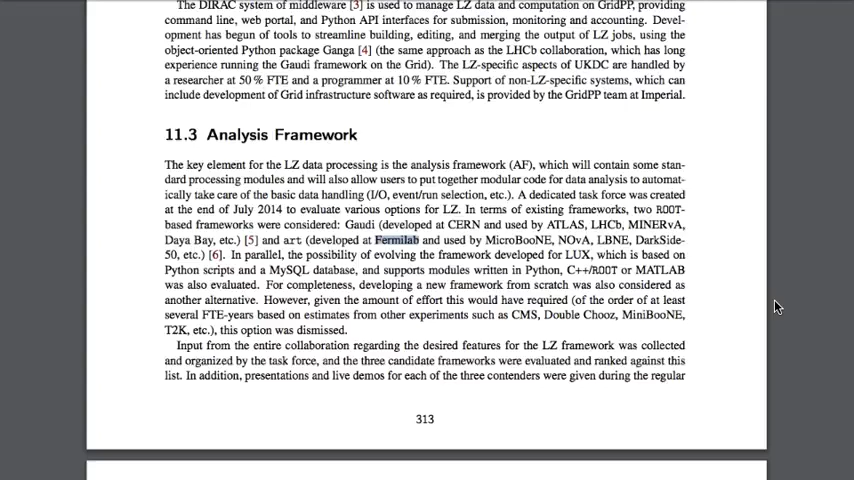 The DIRAC system of middleware [3] is used to manage LZ data and computation on GridPP, providing
command line, web portal, and Python API interfaces for submission, monitoring and accounting. Devel-
opment has begun of tools to streamline building, editing, and merging the output of LZ jobs, using the
object-oriented Python package Ganga [4] (the same approach as the LHCb collaboration, which has long
experience running the Gaudi framework on the Grid). The LZ-specific aspects of UKDC are handled by
a researcher at 50 % FTE and a programmer at 10 % FTE. Support of non-LZ-specific systems, which can
include development of Grid infrastructure software as required, is provided by the GridPP team at Imperial.
11.3 Analysis Framework
The key element for the LZ data processing is the analysis framework (AF), which will contain some stan-
dard processing modules and will also allow users to put together modular code for data analysis to automat-
ically take care of the basic data handling (I/O, event/run selection, etc.). A dedicated task force was created
at the end of July 2014 to evaluate various options for LZ. In terms of existing frameworks, two ROOT-
based frameworks were considered: Gaudi (developed at CERN and used by ATLAS, LHCb, MINERvA,
Daya Bay, etc.) [5] and art (developed at Fermilab and used by MicroBooNE, NOvA, LBNE, DarkSide-
50, etc.) [6]. In parallel, the possibility of evolving the framework developed for LUX, which is based on
Python scripts and a MySQL database, and supports modules written in Python, C++/ROOT or MATLAB
was also evaluated. For completeness, developing a new framework from scratch was also considered as
another alternative. However, given the amount of effort this would have required (of the order of at least
several FTE-years based on estimates from other experiments such as CMS, Double Chooz, MiniBooNE,
T2K, etc.), this option was dismissed.
Input from the entire collaboration regarding the desired features for the LZ framework was collected
and organized by the task force, and the three candidate frameworks were evaluated and ranked against this
list. In addition, presentations and live demos for each of the three contenders were given during the regular
313